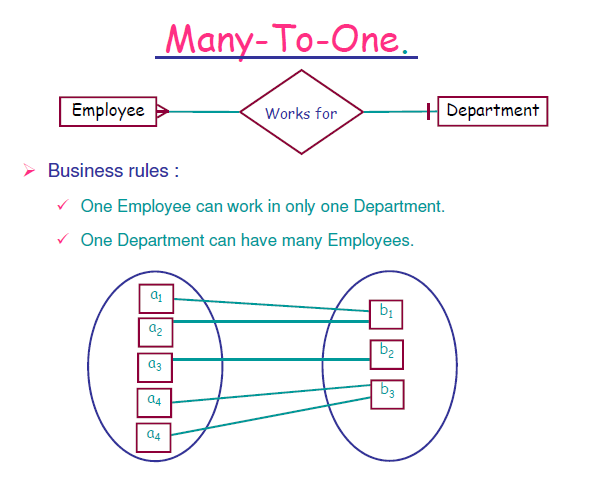 Many-To-One.
Employee
Works for
Department
Business rules :
One Employee can work in only one Department.
One Department can have many Employees.
a1
a2
a3
a4
a4
b1
b2
b3